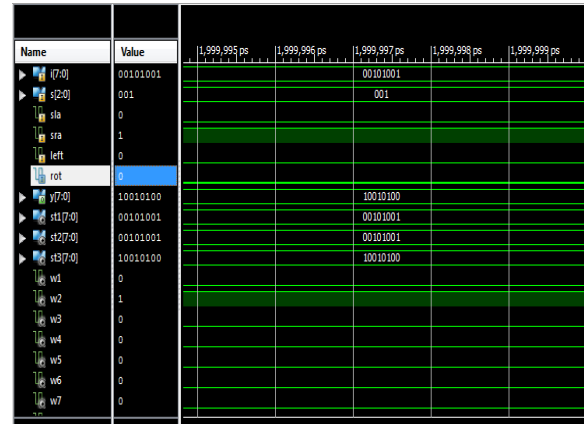 Name Value 1,999,995 ps 1,999,996 ps 1,999,997 ps 1,999,998 ps 1,999,999 ps
i[7:0] 00101001 00101001
s[2:0] 001 001
sla 0
sra 1
left 0
rot 0
y[7:0] 10010100 10010100
st1[7:0] 00101001 00101001
st2[7:0] 00101001 00101001
st3[7:0] 10010100 10010100
w1 0
w2 1
w3 0
w4 0
w5 0
w6 0
w7 0